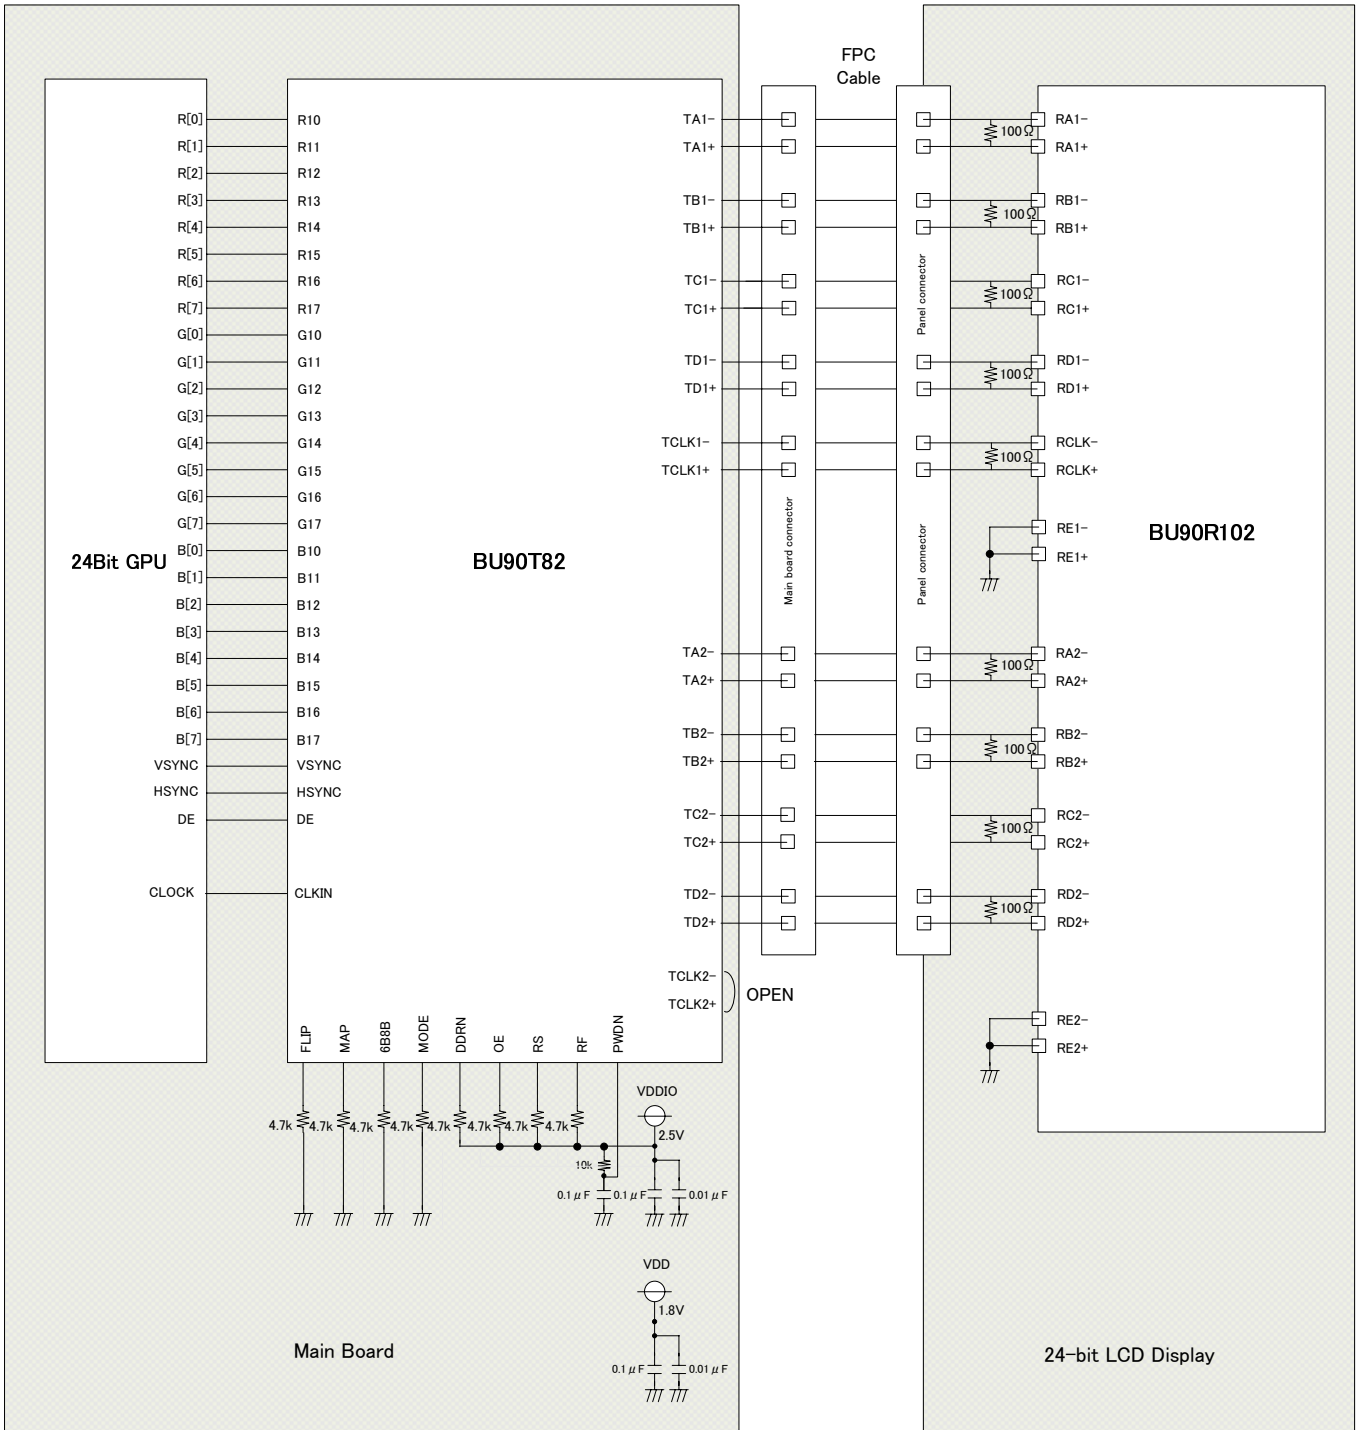 FPC
Cable
R[0] R10 TA1- 100Ω RA1-
R[1] R11 TA1+ RA1+
R[2] R12
R[3] R13 TB1- 100Ω RB1-
R[4] R14 TB1+ RB1+
R[5] R15
R[6] R16 TC1- 100Ω RC1-
R[7] R17 TC1+ RC1+
Panel connector
G[0] G10
G[1] G11 TD1- 100Ω RD1-
G[2] G12 TD1+ RD1+
G[3] G13
G[4] G14 TCLK1- 100Ω RCLK-
G[5] G15 TCLK1+ RCLK+
G[6] G16
G[7] G17 RE1-
B[0] B10 RE1+
24Bit GPU BU90T82 Main board connector Panel connector BU90R102
B[1] B11
B[2] B12
B[3] B13
B[4] B14 TA2- 100Ω RA2-
B[5] B15 TA2+ RA2+
B[6] B16
B[7] B17 TB2- 100Ω RB2-
VSYNC VSYNC TB2+ RB2+
HSYNC HSYNC
DE DE TC2- 100Ω RC2-
TC2+ RC2+
CLOCK CLKIN TD2- 100Ω RD2-
TD2+ RD2+
TCLK2-
OPEN
TCLK2+
RE2-
RE2+
FLIP MAP 6B8B MODE DDRN OE RS RF PWDN
VDDIO
4.7k 4.7k 4.7k 4.7k 4.7k 4.7k 4.7k 4.7k
2.5V
10k
0.1μF 0.1μF 0.01μF
VDD
1.8V
0.1μF 0.01μF
Main Board
24-bit LCD Display